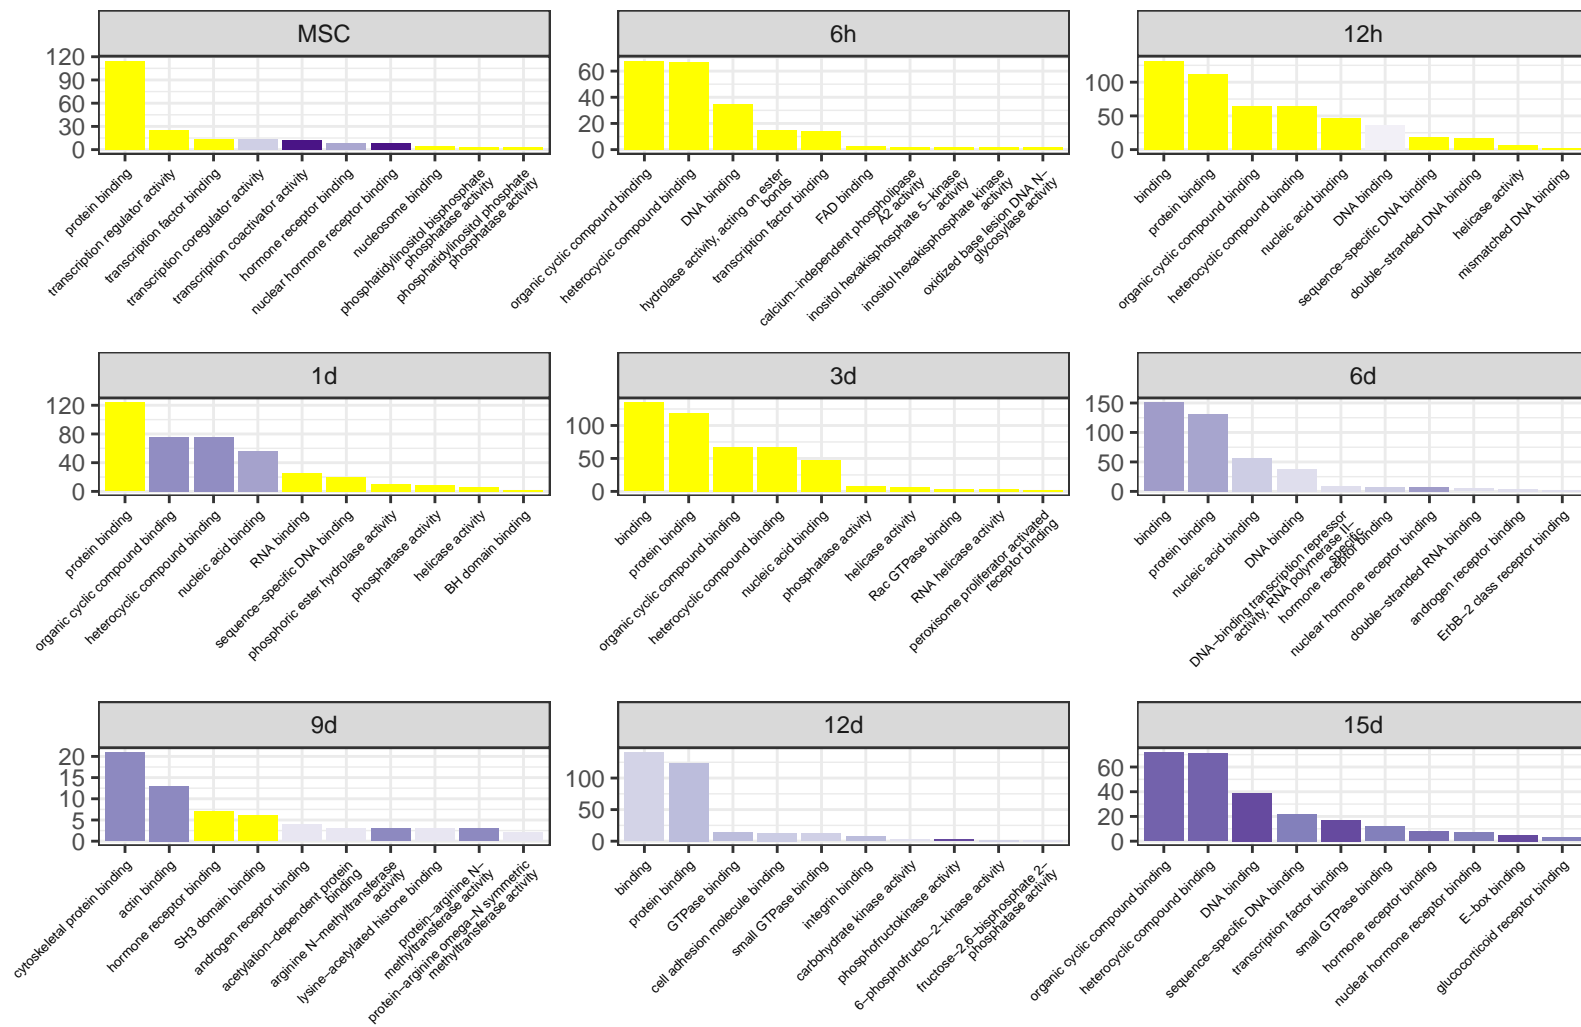 MSC
120
90
60
30
0
protein binding
transcription regulator activity
transcription factor binding
transcription coregulator activity
transcription coactivator activity
hormone receptor binding
nuclear hormone receptor binding
nucleosome binding
phosphatidylinositol bisphosphate
phosphatase activity
phosphatidylinositol phosphate
phosphatase activity
6h
60
40
20
0
organic cyclic compound binding
heterocyclic compound binding
DNA binding
hydrolase activity, acting on ester
bonds
transcription factor binding
FAD binding
calcium−independent phospholipase
A2 activity
inositol hexakisphosphate 5−kinase
activity
inositol hexakisphosphate kinase
activity
oxidized base lesion DNA N−
glycosylase activity
12h
100
50
0
binding
protein binding
organic cyclic compound binding
heterocyclic compound binding
nucleic acid binding
DNA binding
sequence−specific DNA binding
double−stranded DNA binding
helicase activity
mismatched DNA binding
1d
120
80
40
0
protein binding
organic cyclic compound binding
heterocyclic compound binding
nucleic acid binding
RNA binding
sequence−specific DNA binding
phosphoric ester hydrolase activity
phosphatase activity
helicase activity
BH domain binding
3d
100
50
0
binding
protein binding
organic cyclic compound binding
heterocyclic compound binding
nucleic acid binding
phosphatase activity
helicase activity
Rac GTPase binding
RNA helicase activity
peroxisome proliferator activated
receptor binding
6d
150
100
50
0
binding
protein binding
nucleic acid binding
DNA binding
DNA−binding transcription repressor
activity, RNA polymerase II−
specific
hormone receptor binding
nuclear hormone receptor binding
double−stranded RNA binding
androgen receptor binding
ErbB−2 class receptor binding
9d
20
15
10
5
0
cytoskeletal protein binding
actin binding
hormone receptor binding
SH3 domain binding
androgen receptor binding
acetylation−dependent protein
binding
arginine N−methyltransferase
activity
lysine−acetylated histone binding
protein−arginine N−
methyltransferase activity
protein−arginine omega−N symmetric
methyltransferase activity
12d
100
50
0
binding
protein binding
GTPase binding
cell adhesion molecule binding
small GTPase binding
integrin binding
carbohydrate kinase activity
phosphofructokinase activity
6−phosphofructo−2−kinase activity
fructose−2,6−bisphosphate 2−
phosphatase activity
15d
60
40
20
0
organic cyclic compound binding
heterocyclic compound binding
DNA binding
sequence−specific DNA binding
transcription factor binding
small GTPase binding
hormone receptor binding
nuclear hormone receptor binding
E−box binding
glucocorticoid receptor binding